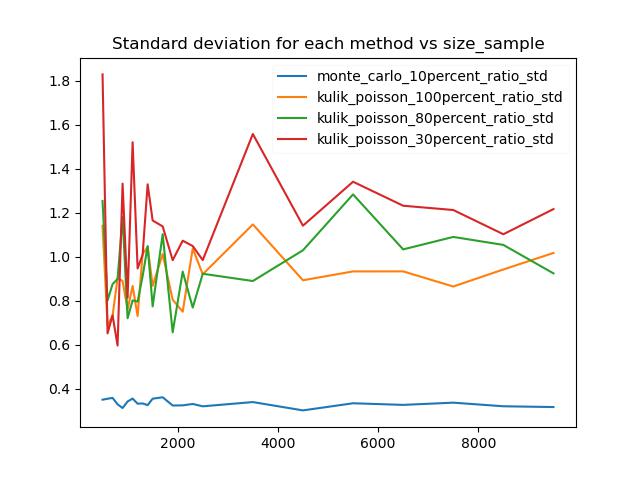 Standard deviation for each method vs size_sample
monte_carlo_10percent_ratio_std
kulik_poisson_100percent_ratio_std
kulik_poisson_80percent_ratio_std
kulik_poisson_30percent_ratio_std
1.8
1.6
1.4
1.2
1.0
0.8
0.6
0.4
2000 4000 6000 8000